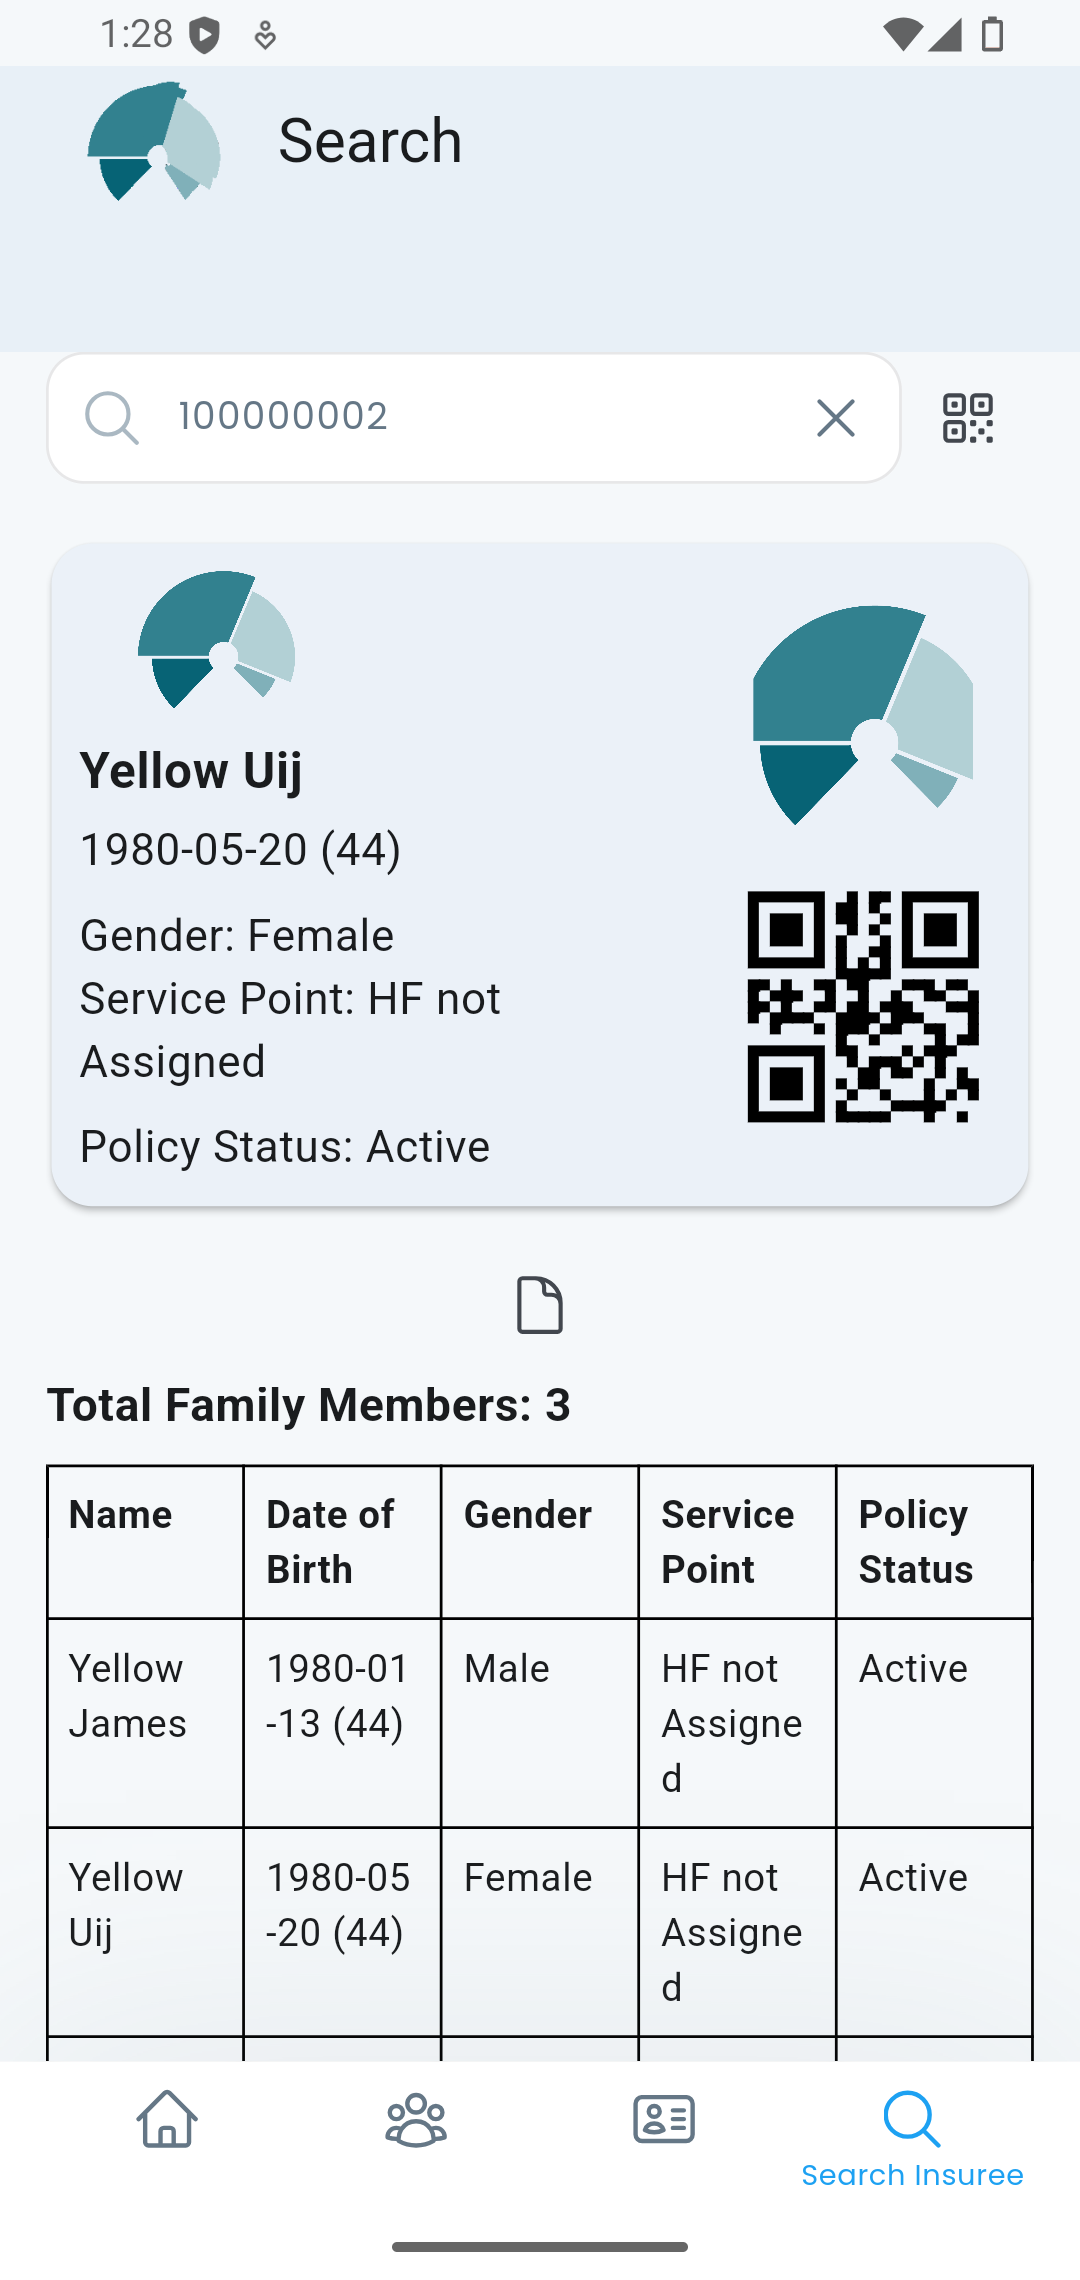 1:28
Search
100000002
Yellow Uij
1980-05-20 (44)
Gender: Female
Service Point: HF not
Assigned
Policy Status: Active
Total Family Members: 3
Name Date of Gender Service Policy
Birth Point Status
Yellow 1980-01 Male HF not Active
James -13 (44) Assigne
d
Yellow 1980-05 Female HF not Active
Uij -20 (44) Assigne
d
Search Insuree